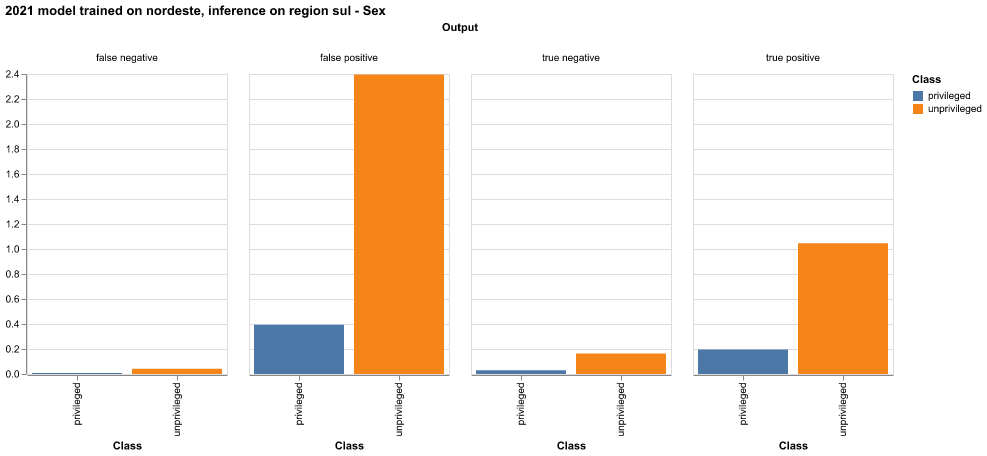 2021 model trained on nordeste, inference on region sul - Sex
Output
false negative
false positive
true negative
true positive
2.4
2.2
2.0
1.8
1.6
1.4
1.2
1.0
0.8
0.6
0.4
0.2
0.0
privileged
unprivileged
privileged
unprivileged
privileged
unprivileged
privileged
unprivileged
Class
Class
Class
Class
Class
privileged
unprivileged